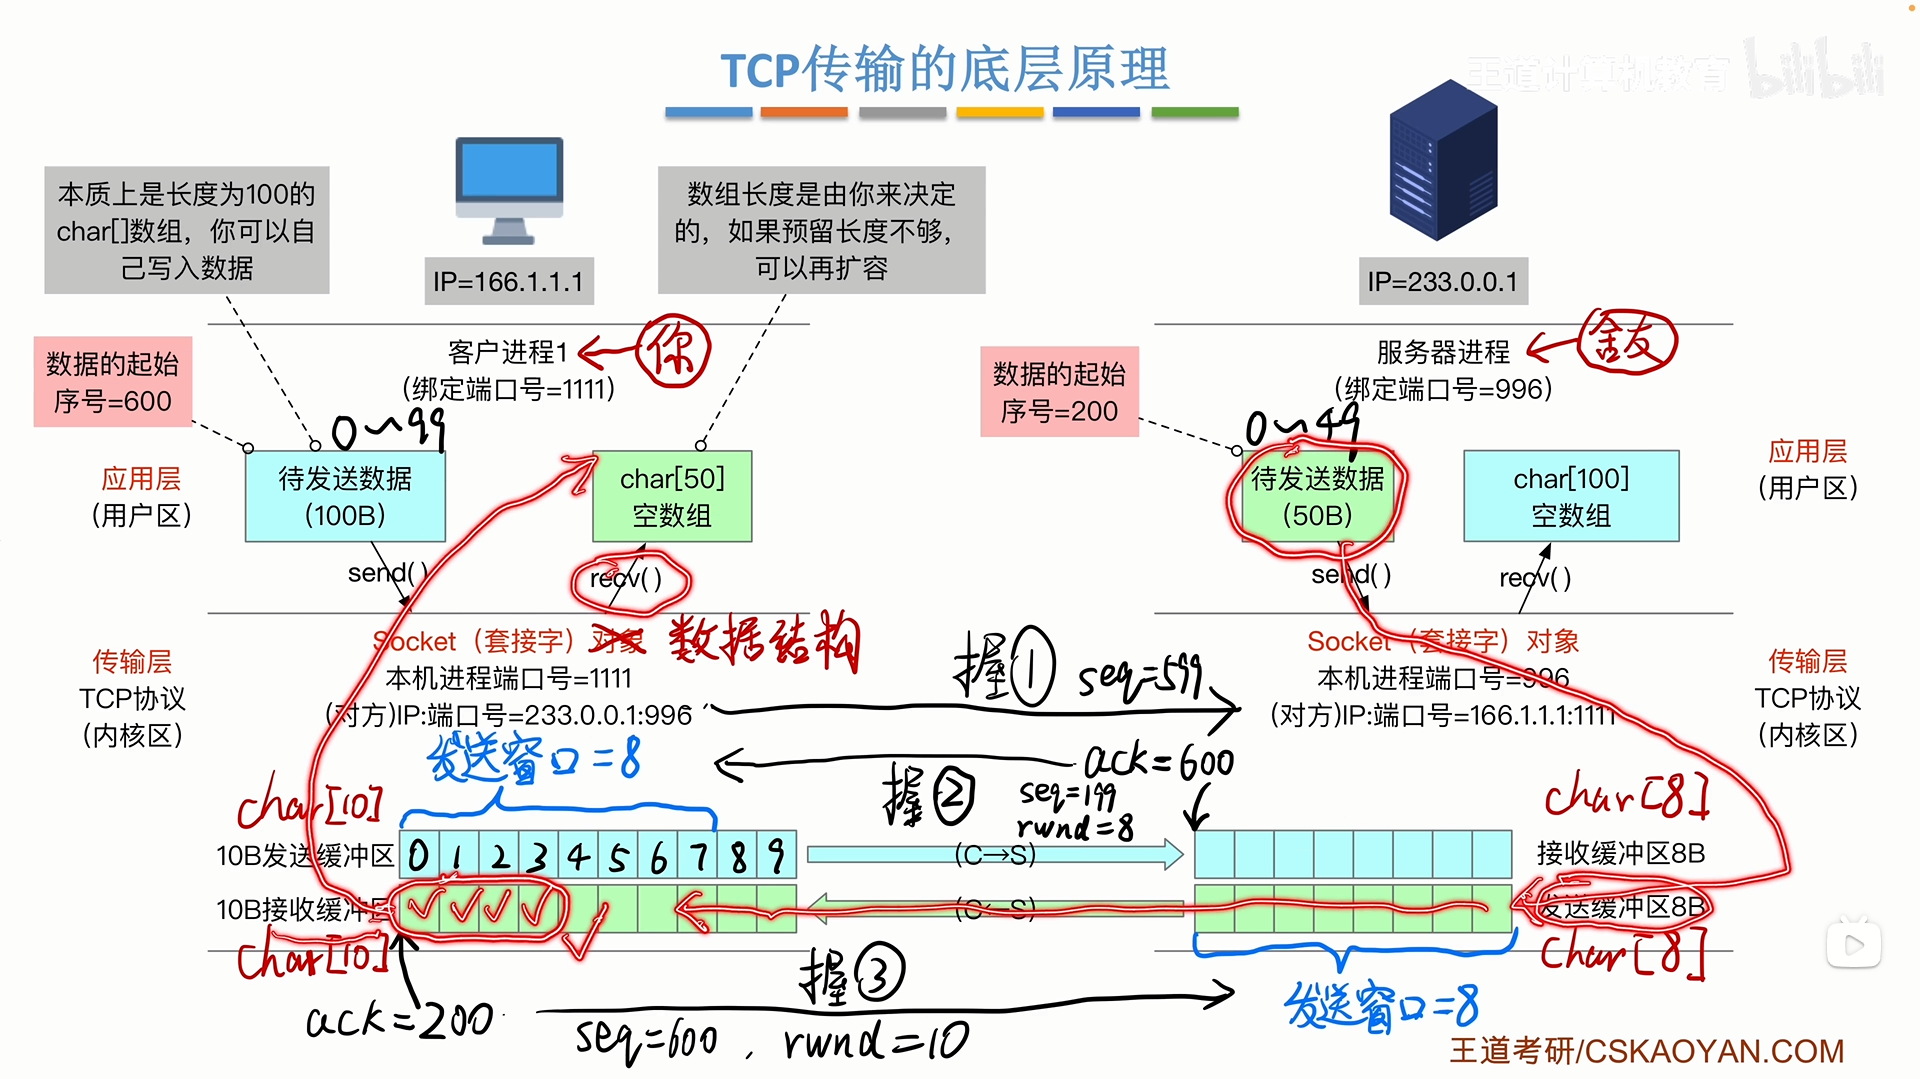 TCP传输的底层原理
王道计算机教育 bilibili
本质上是长度为100的
char[]数组，你可以自
己写入数据
IP=166.1.1.1
数组长度是由你来决定
的，如果预留长度不够，
可以再扩容
IP=233.0.0.1
数据的起始
序号=600
客户进程1
(绑定端口号=1111)
你
数据的起始
序号=200
服务器进程
(绑定端口号=996)
0~99
0~49
应用层
(用户区)
待发送数据
(100B)
char[50]
空数组
待发送数据
(50B)
char[100]
空数组
应用层
(用户区)
send()
recv()
send()
recv()
Socket（套接字）对象 数据结构
本机进程端口号=1111
(对方)IP:端口号=233.0.0.1:996
传输层
TCP协议
(内核区)
握① seq=599
Socket（套接字）对象
本机进程端口号=996
(对方)IP:端口号=166.1.1.1:1111
传输层
TCP协议
(内核区)
发送窗口=8
ack=600
握② seq=199
rwnd=8
char[10]
char[8]
10B发送缓冲区 0 1 2 3 4 5 6 7 8 9
(C→S)
接收缓冲区8B
10B接收缓冲区
(C←S)
发送缓冲区8B
char[10]
char[8]
握③
ack=200
seq=600, rwnd=10
发送窗口=8
王道考研/CSKAOYAN.COM